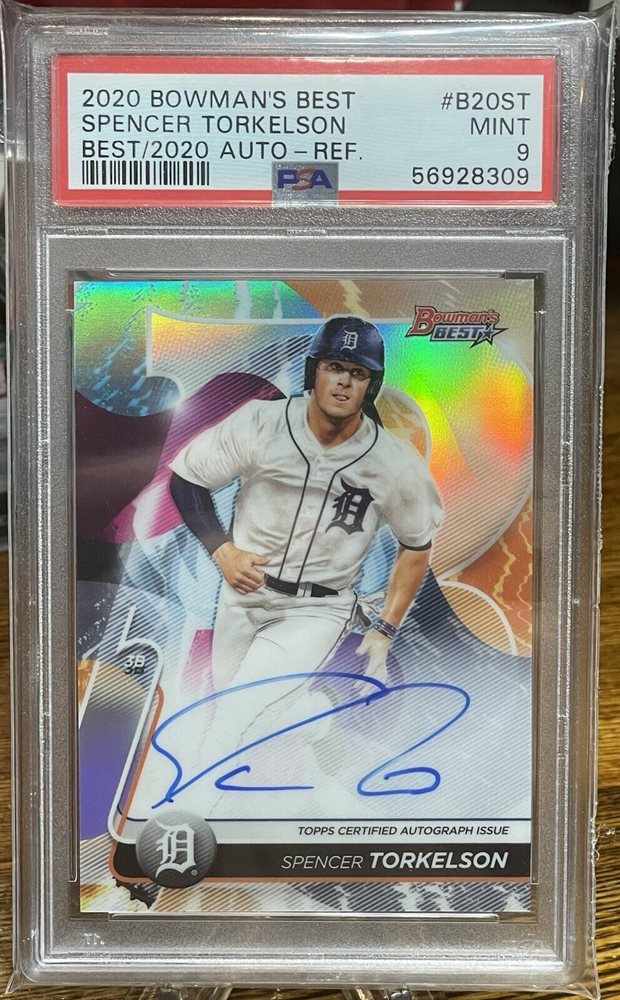 2020 BOWMAN'S BEST #B20ST
SPENCER TORKELSON MINT
BEST/2020 AUTO-REF. 9
PSA 56928309
Bowman's
BEST
D
D
3B
TOPPS CERTIFIED AUTOGRAPH ISSUE
D SPENCER TORKELSON